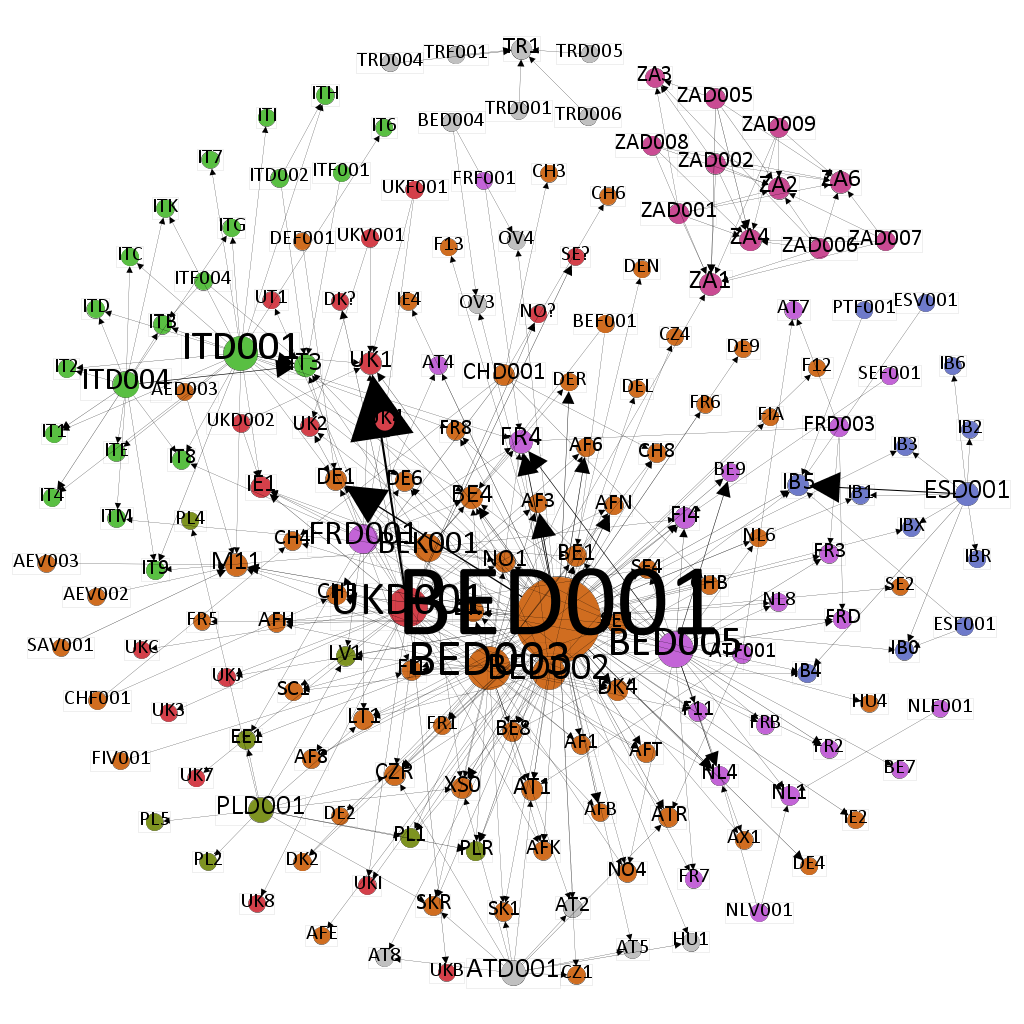 TR1
TRF001
TRD005
TRD004
ZA3
ZAD005
ITH
TRD001
TRD006
BED004
ITI
IT6
ZAD009
ZAD008
IT7
ZAD002
CH3
ITF001
ITD002
FRF001
ZA6
UKF001
ZA2
CH6
ITK
ZAD001
ITG
UKV001
DEF001
OV4
F13
ZA4
ZAD006
ZAD007
ITC
SE?
DEN
ITF004
ZA1
UT1
DK?
IE4
OV3
ITD
AT7
PTF001
ESV001
NO?
ITB
BEF001
CZ4
ITD001
DE9
IT3
UK1
AT4
IT2
F12
IB6
ITD004
CHD001
DER
SEF001
AED003
DEL
FR6
FIA
UKD002
UK2
FR8
FRD003
IB2
IT1
FR4
AF6
IB3
ITE
CH8
IT8
BE9
DE1
DE6
IB5
IE1
IB1
ESD001
IT4
BE4
AF3
AFN
ITM
PL4
FI4
IBX
FRD001
CH4
BEK001
NL6
FR3
IBR
AEV003
M11
NO1
BE1
IT9
SE4
CHB
SE2
AEV002
UKD001
BED001
NL8
FR5
AFH
FRD
ESF001
SAV001
UKC
LV1
BED005
ATF001
IB0
BED003
BED002
IB4
SC1
DK4
CHF001
HU4
UK3
LT1
FR1
F11
FRB
NLF001
BE8
EE1
AF1
AFT
FR2
FIV001
AF8
UK7
CZR
XS0
AT1
NL4
BE7
NL1
PLD001
DE2
AFB
ATR
PL5
PL1
IE2
AX1
PL2
DK2
PLR
AFK
DE4
UKI
NO4
FR7
UK8
SKR
SK1
AT2
NLV001
AFE
HU1
AT5
AT8
UKB
ATD001
CZ1